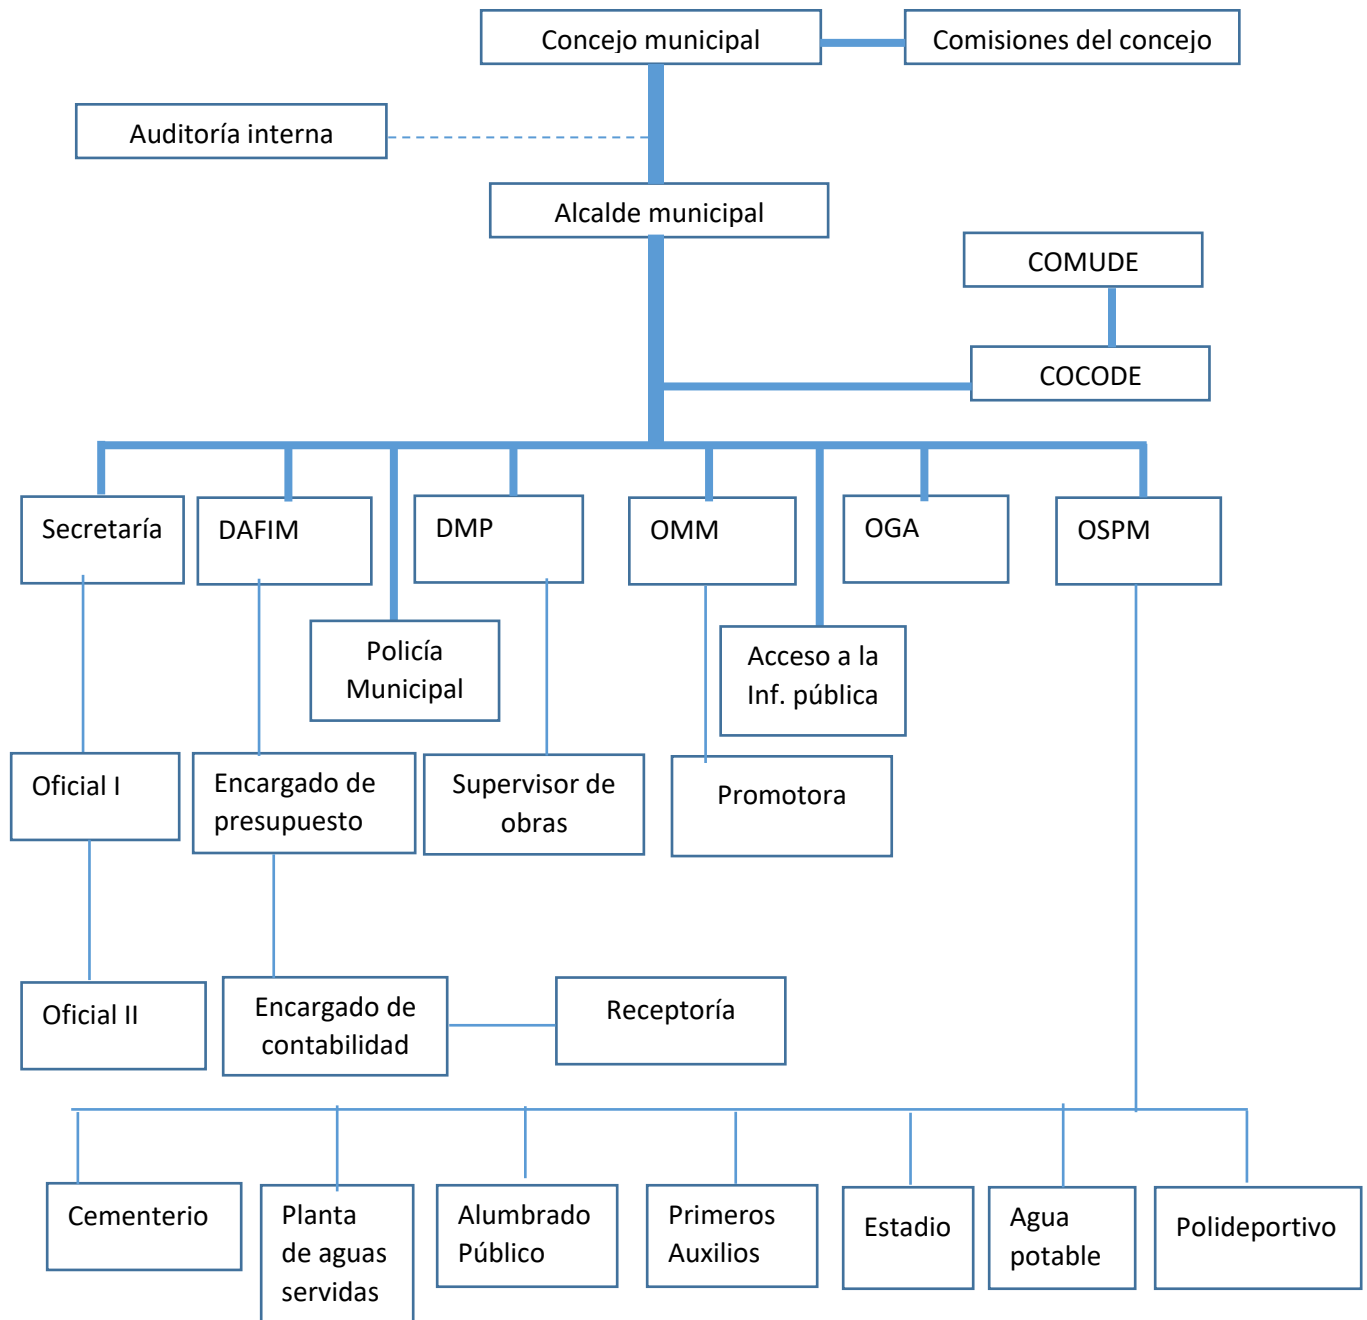 Concejo municipal
Comisiones del concejo
Auditoría interna
Alcalde municipal
COMUDE
COCODE
Secretaría
DAFIM
DMP
OMM
OGA
OSPM
Policía
Municipal
Acceso a la
Inf. pública
Oficial I
Encargado de
presupuesto
Supervisor de
obras
Promotora
Oficial II
Encargado de
contabilidad
Receptoría
Cementerio
Planta
de aguas
servidas
Alumbrado
Público
Primeros
Auxilios
Estadio
Agua
potable
Polideportivo